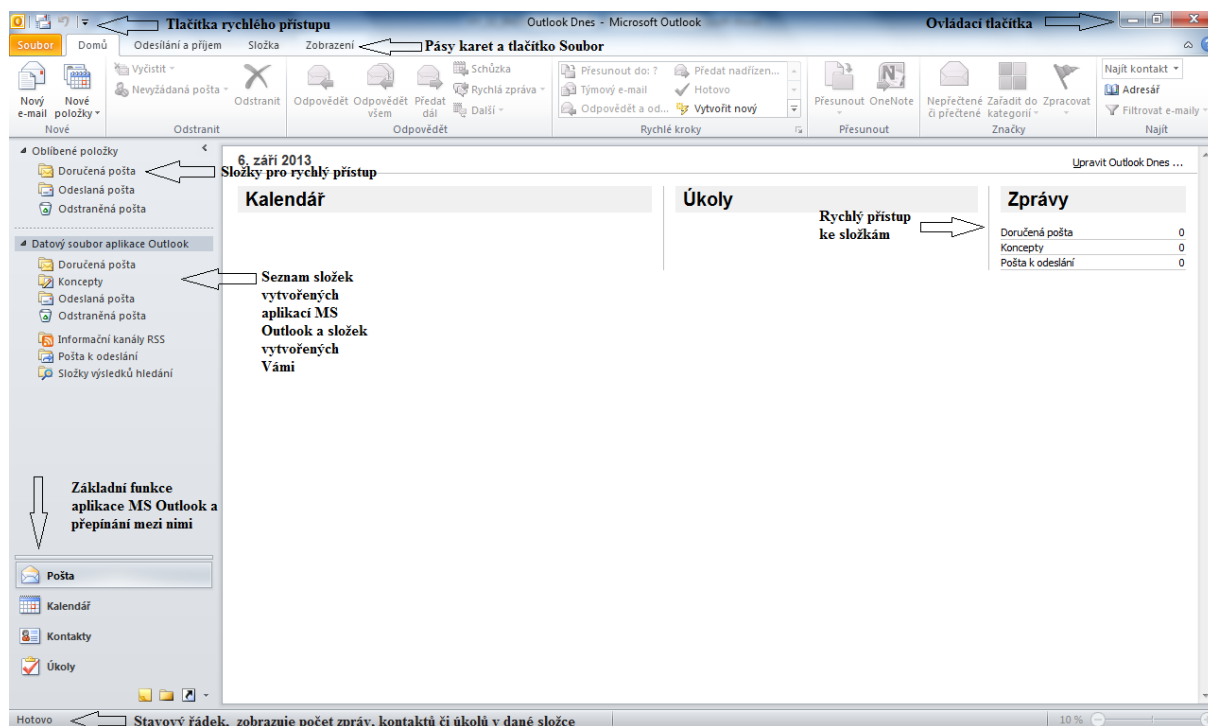 Tlačítka rychlého přístupu
Outlook Dnes - Microsoft Outlook
Ovládací tlačítka
Soubor Domů Odesílání a příjem Složka Zobrazení
Pásy karet a tlačítko Soubor
Nový e-mail
Nové položky
Nové
Vyčistit
Nevyžádaná pošta
Odstranit
Odstranit
Odpovědět
Odpovědět všem
Předat dál
Schůzka
Rychlá zpráva
Další
Odpovědět
Přesunout do: ?
Týmový e-mail
Odpovědět a od...
Předat nadřízen...
Hotovo
Vytvořit nový
Rychlé kroky
Přesunout
OneNote
Přesunout
Nepřečtené či přečtené
Zařadit do kategorií
Zpracovat
Značky
Najít kontakt
Adresář
Filtrovat e-maily
Najít
Oblíbené položky
Doručená pošta
Odeslaná pošta
Odstraněná pošta
Složky pro rychlý přístup
Datový soubor aplikace Outlook
Doručená pošta
Koncepty
Odeslaná pošta
Odstraněná pošta
Informační kanály RSS
Pošta k odeslání
Složky výsledků hledání
Seznam složek
vytvořených
aplikací MS
Outlook a složek
vytvořených
Vámi
6. září 2013
Upravit Outlook Dnes ...
Kalendář
Úkoly
Zprávy
Rychlý přístup
ke složkám
Doručená pošta 0
Koncepty 0
Pošta k odeslání 0
Základní funkce
aplikace MS Outlook a
přepínání mezi nimi
Pošta
Kalendář
Kontakty
Úkoly
Hotovo
Stavový řádek, zobrazuje počet zpráv, kontaktů či úkolů v dané složce
10 %